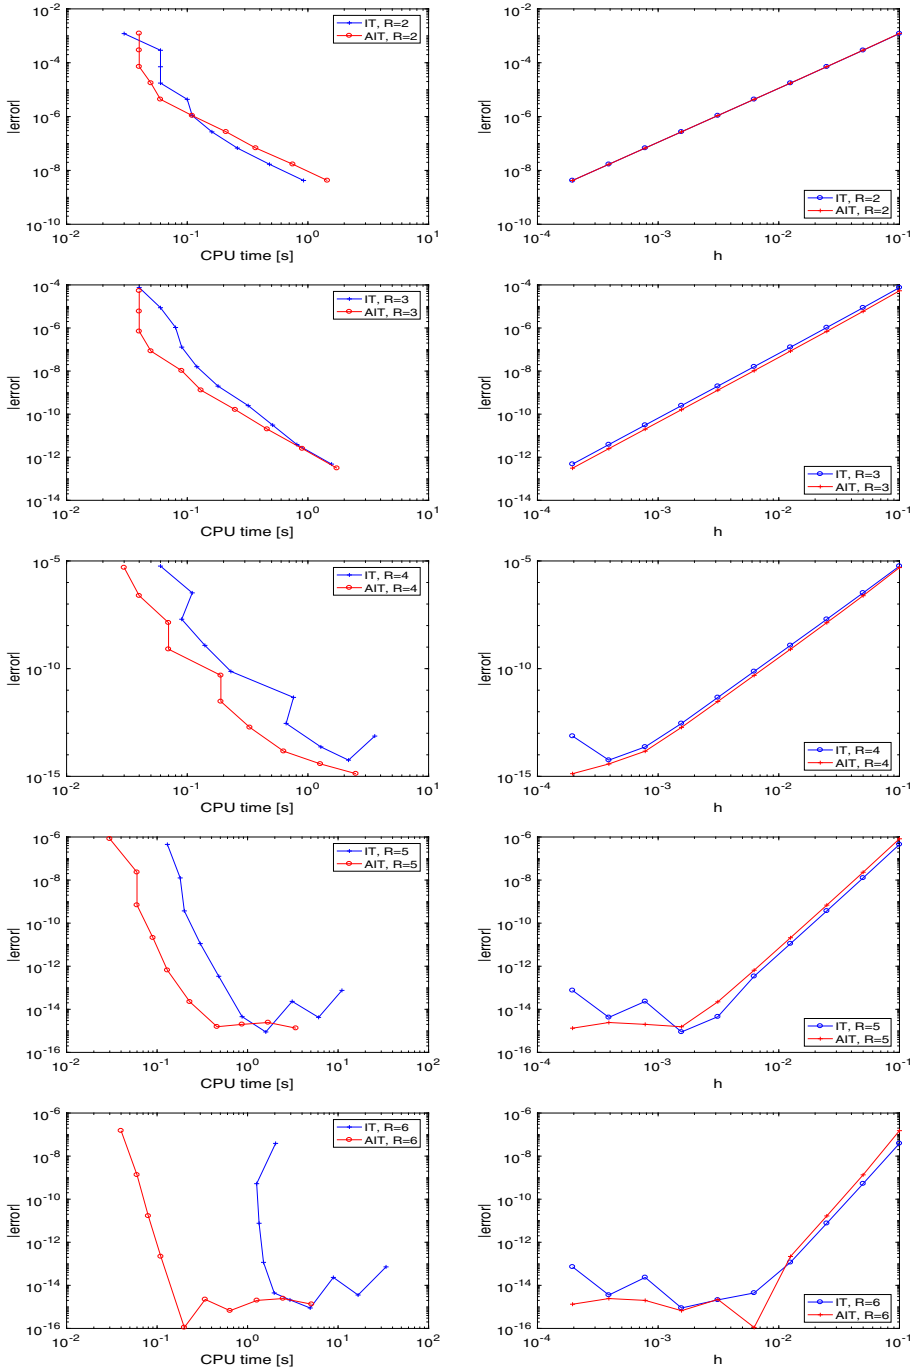 10^-2
10^-4
10^-6
10^-8
10^-10
|error|
10^-2
10^-1
10^0
10^1
CPU time [s]
IT, R=2
AIT, R=2
10^-2
10^-4
10^-6
10^-8
10^-10
|error|
10^-4
10^-3
10^-2
10^-1
h
IT, R=2
AIT, R=2
10^-4
10^-6
10^-8
10^-10
10^-12
10^-14
|error|
10^-2
10^-1
10^0
10^1
CPU time [s]
IT, R=3
AIT, R=3
10^-4
10^-6
10^-8
10^-10
10^-12
10^-14
|error|
10^-4
10^-3
10^-2
10^-1
h
IT, R=3
AIT, R=3
10^-5
10^-10
10^-15
|error|
10^-2
10^-1
10^0
10^1
CPU time [s]
IT, R=4
AIT, R=4
10^-5
10^-10
10^-15
|error|
10^-4
10^-3
10^-2
10^-1
h
IT, R=4
AIT, R=4
10^-6
10^-8
10^-10
10^-12
10^-14
10^-16
|error|
10^-2
10^-1
10^0
10^1
10^2
CPU time [s]
IT, R=5
AIT, R=5
10^-6
10^-8
10^-10
10^-12
10^-14
10^-16
|error|
10^-4
10^-3
10^-2
10^-1
h
IT, R=5
AIT, R=5
10^-6
10^-8
10^-10
10^-12
10^-14
10^-16
|error|
10^-2
10^-1
10^0
10^1
10^2
CPU time [s]
IT, R=6
AIT, R=6
10^-6
10^-8
10^-10
10^-12
10^-14
10^-16
|error|
10^-4
10^-3
10^-2
10^-1
h
IT, R=6
AIT, R=6